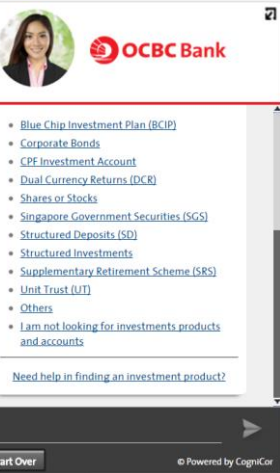 OCBC Bank
Blue Chip Investment Plan (BCIP)
Corporate Bonds
CPF Investment Account
Dual Currency Returns (DCR)
Shares or Stocks
Singapore Government Securities (SGS)
Structured Deposits (SD)
Structured Investments
Supplementary Retirement Scheme (SRS)
Unit Trust (UT)
Others
I am not looking for investments products
and accounts
Need help in finding an investment product?
art Over
© Powered by CogniCor